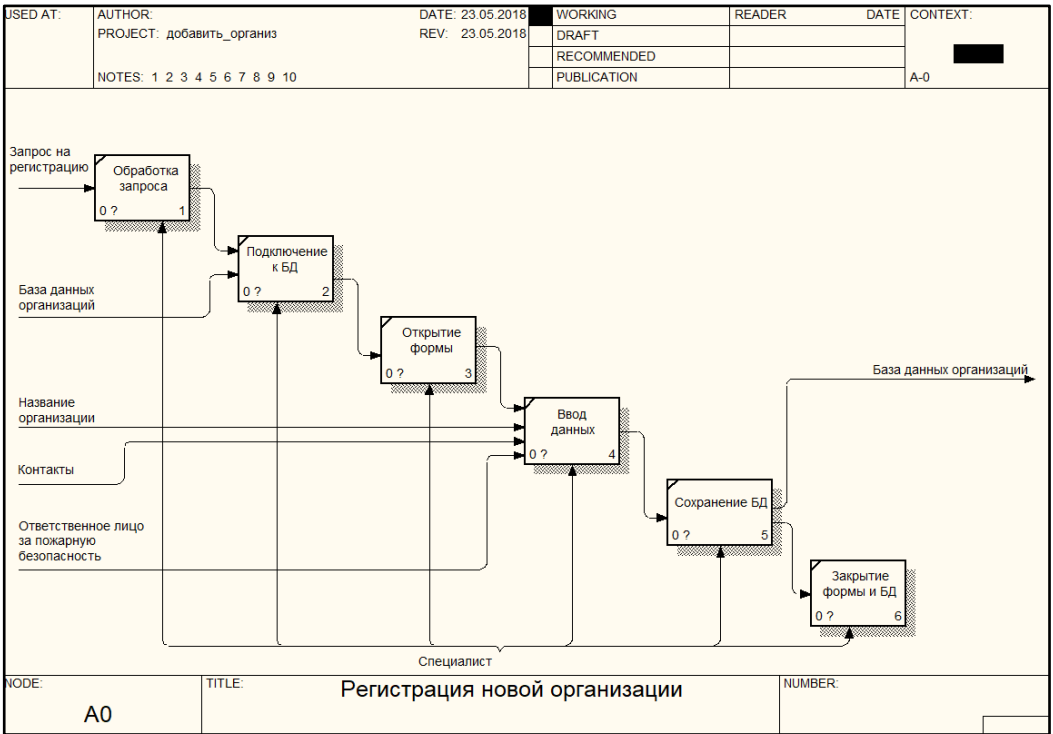 USED AT:
AUTHOR:
DATE: 23.05.2018
PROJECT: добавить_организ
REV: 23.05.2018
NOTES: 1 2 3 4 5 6 7 8 9 10
WORKING
DRAFT
RECOMMENDED
PUBLICATION
READER
DATE
CONTEXT:
A-0
Запрос на
регистрацию
Обработка
запроса
0 ?
1
Подключение
к БД
0 ?
2
База данных
организаций
Открытие
формы
0 ?
3
База данных организаций
Название
организации
Ввод
данных
0 ?
4
Контакты
Сохранение БД
0 ?
5
Ответственное лицо
за пожарную
безопасность
Закрытие
формы и БД
0 ?
6
Специалист
NODE:
A0
TITLE:
Регистрация новой организации
NUMBER: